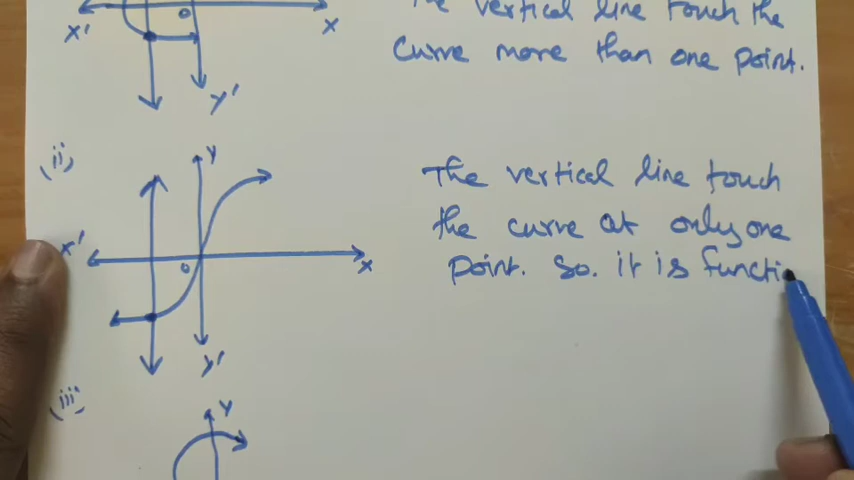 The vertical line touch the
X'
O
X
curve more than one point.
Y'
(ii)
Y
The vertical line touch
the curve at only one
X'
O
X
point. So. it is functi
Y'
(iii)
Y